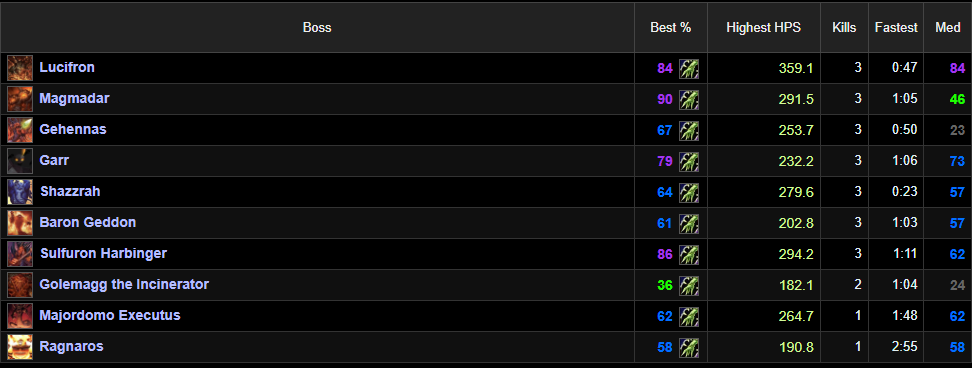 Boss Best % Highest HPS Kills Fastest Med
Lucifron 84 359.1 3 0:47 84
Magmadar 90 291.5 3 1:05 46
Gehennas 67 253.7 3 0:50 23
Garr 79 232.2 3 1:06 73
Shazzrah 64 279.6 3 0:23 57
Baron Geddon 61 202.8 3 1:03 57
Sulfuron Harbinger 86 294.2 3 1:11 62
Golemagg the Incinerator 36 182.1 2 1:04 24
Majordomo Executus 62 264.7 1 1:48 62
Ragnaros 58 190.8 1 2:55 58